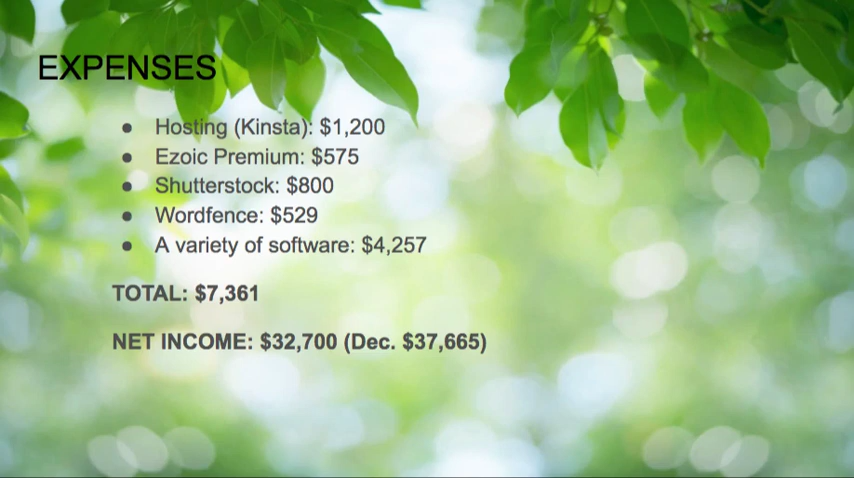 EXPENSES
● Hosting (Kinsta): $1,200
● Ezoic Premium: $575
● Shutterstock: $800
● Wordfence: $529
● A variety of software: $4,257
TOTAL: $7,361
NET INCOME: $32,700 (Dec. $37,665)